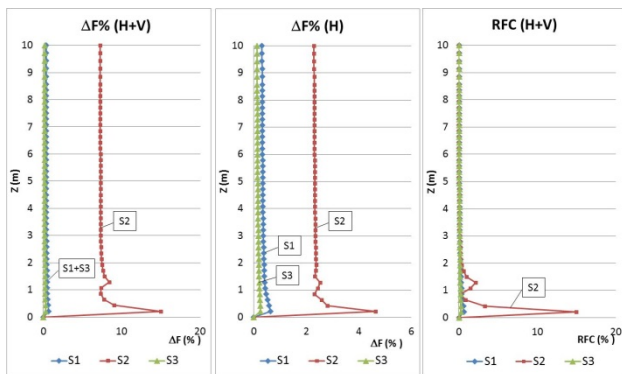 ΔF% (H+V)
10
9
8
7
6
5
4
3
2
1
0
Z (m)
S2
S1+S3
0 10 20
ΔF (%)
S1 S2 S3
ΔF% (H)
10
9
8
7
6
5
4
3
2
1
0
Z (m)
S2
S1
S3
0 2 4 6
ΔF (%)
S1 S2 S3
RFC (H+V)
10
9
8
7
6
5
4
3
2
1
0
Z (m)
S2
0 5 10 15 20
RFC (%)
S1 S2 S3